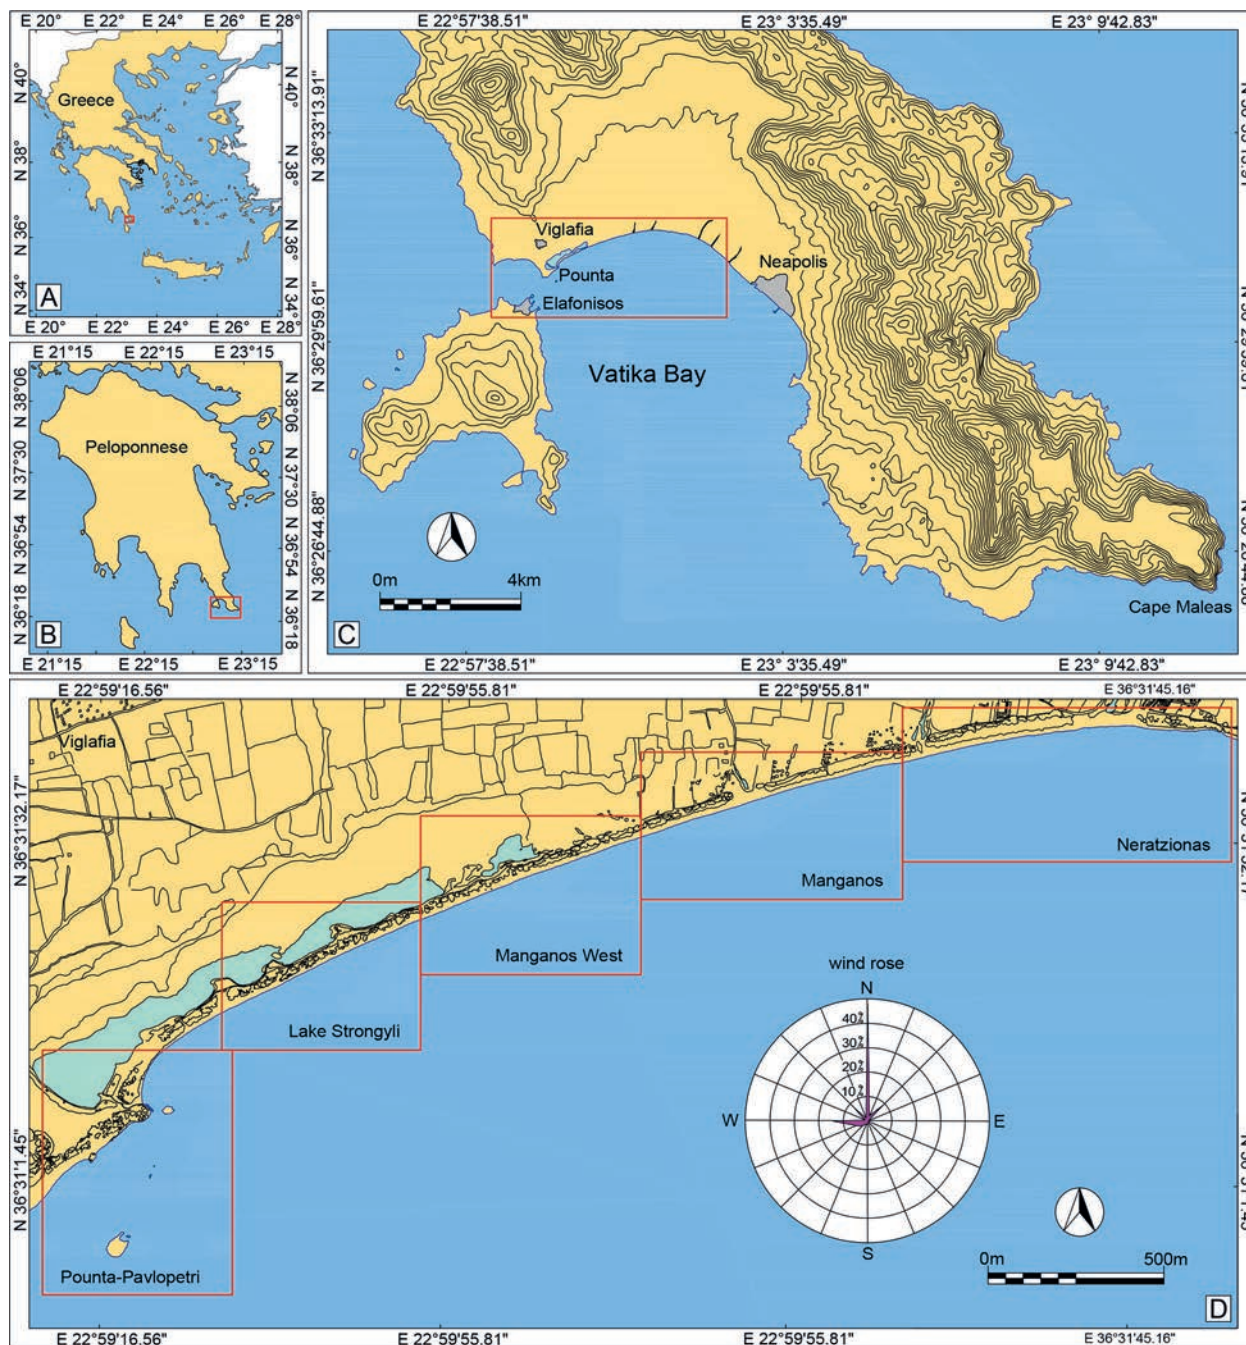 E 20° E 22° E 24° E 26° E 28°
N 40°
N 38°
N 36°
N 34°
Greece
N 40°
N 38°
N 36°
N 34°
A
E 20° E 22° E 24° E 26° E 28°
E 21°15 E 22°15 E 23°15
N 38°06
N 37°30
N 36°54
N 36°18
Peloponnese
N 38°06
N 37°30
N 36°54
N 36°18
B
E 21°15 E 22°15 E 23°15
E 22°57'38.51" E 23° 3'35.49" E 23° 9'42.83"
N 36°29'59.91"
N 36°26'44.88"
Viglafia
Pounta
Neapolis
Elafonisos
Vatika Bay
0m 4km
Cape Maleas
C
E 22°57'38.51" E 23° 3'35.49" E 23° 9'42.83"
E 22°59'16.56" E 22°59'55.81" E 22°59'55.81" E 36°31'45.16"
N 36°31'32.17"
N 36°31'1.45"
Viglafia
Neratzionas
Manganos
Manganos West
Lake Strongyli
Pounta-Pavlopetri
wind rose
N
40%
30%
20%
10%
W E
S
0m 500m
D
E 22°59'16.56" E 22°59'55.81" E 22°59'55.81" E 36°31'45.16"